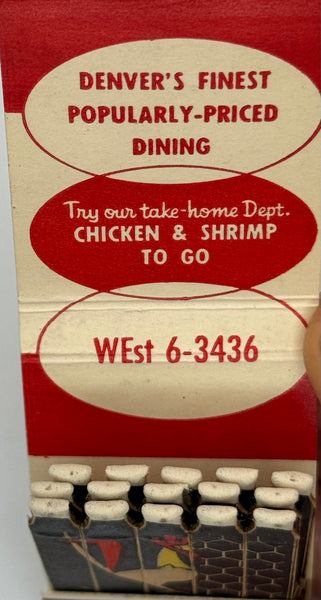 DENVER'S FINEST
POPULARLY-PRICED
DINING
Try our take-home Dept.
CHICKEN & SHRIMP
TO GO
WEst 6-3436